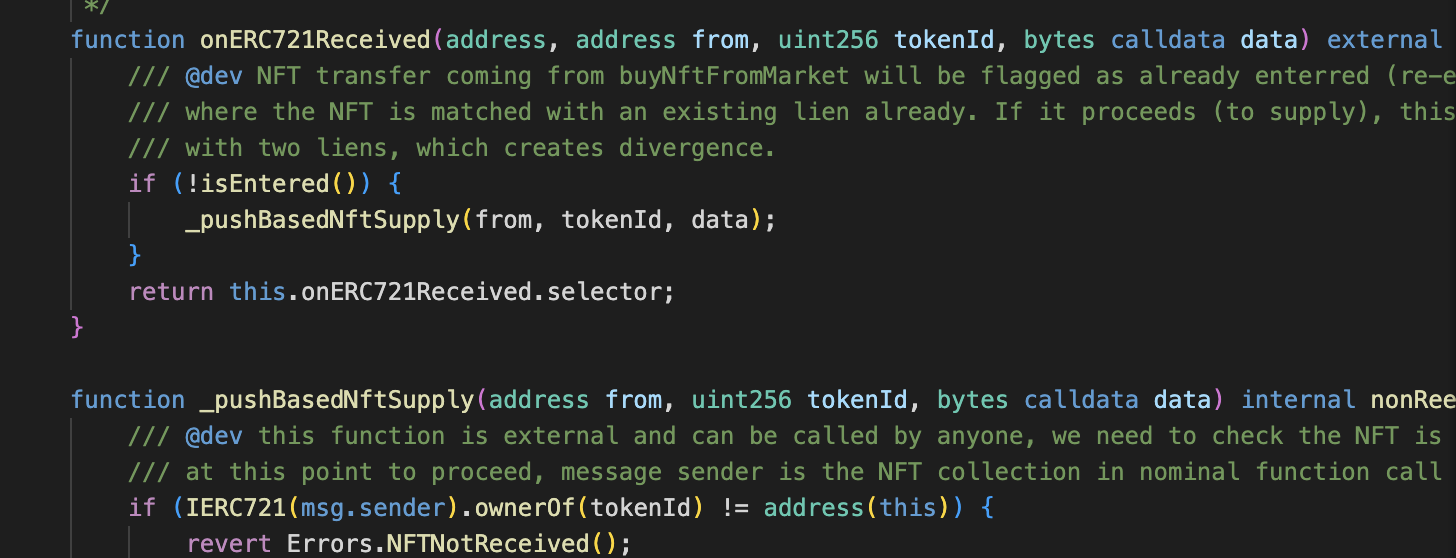 */
function onERC721Received(address, address from, uint256 tokenId, bytes calldata data) external
/// @dev NFT transfer coming from buyNftFromMarket will be flagged as already enterred (re-e
/// where the NFT is matched with an existing lien already. If it proceeds (to supply), this
/// with two liens, which creates divergence.
if (!isEntered()) {
_pushBasedNftSupply(from, tokenId, data);
}
return this.onERC721Received.selector;
}
function _pushBasedNftSupply(address from, uint256 tokenId, bytes calldata data) internal nonRee
/// @dev this function is external and can be called by anyone, we need to check the NFT is
/// at this point to proceed, message sender is the NFT collection in nominal function call
if (IERC721(msg.sender).ownerOf(tokenId) != address(this)) {
revert Errors.NFTNotReceived();